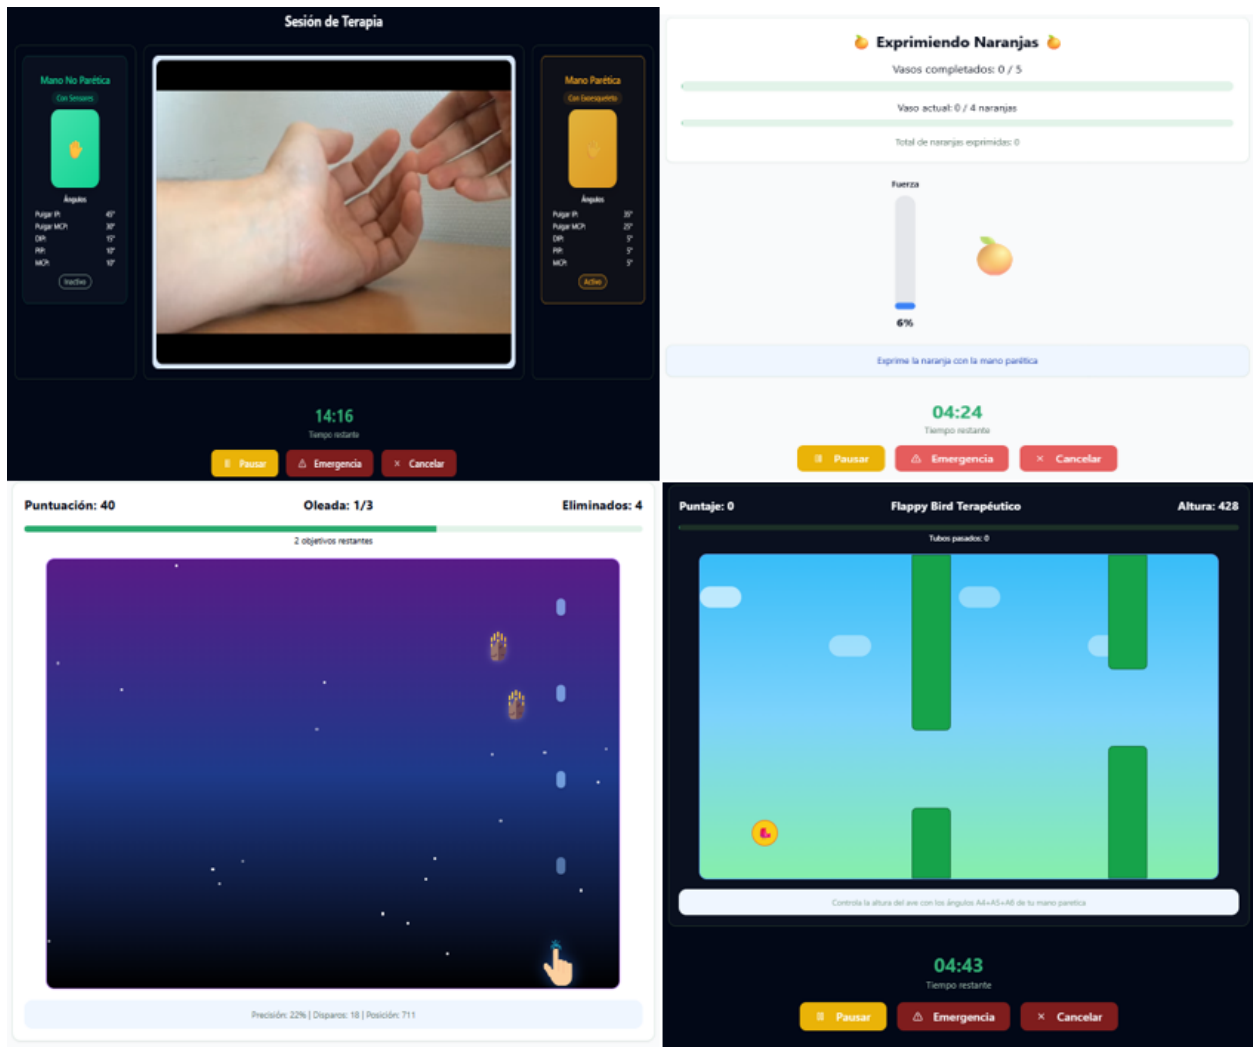 Sesión de Terapia
Mano No Parética
Con Sensores
Ángulos
Pulgar IP: 45°
Pulgar MCP: 30°
DIP: 15°
PIP: 10°
MCP: 10°
Inactivo
Mano Parética
Con Exoesqueleto
Ángulos
Pulgar IP: 35°
Pulgar MCP: 25°
DIP: 5°
PIP: 5°
MCP: 5°
Activo
14:16
Tiempo restante
Pausar
Emergencia
Cancelar
Exprimiendo Naranjas
Vasos completados: 0 / 5
Vaso actual: 0 / 4 naranjas
Total de naranjas exprimidas: 0
Fuerza
6%
Exprime la naranja con la mano parética
04:24
Tiempo restante
Pausar
Emergencia
Cancelar
Puntuación: 40
Oleada: 1/3
Eliminados: 4
2 objetivos restantes
Precisión: 22% | Disparos: 18 | Posición: 711
Puntaje: 0
Flappy Bird Terapéutico
Altura: 428
Tubos pasados: 0
Controla la altura del ave con los ángulos A4+A5+A6 de tu mano paretica
04:43
Tiempo restante
Pausar
Emergencia
Cancelar